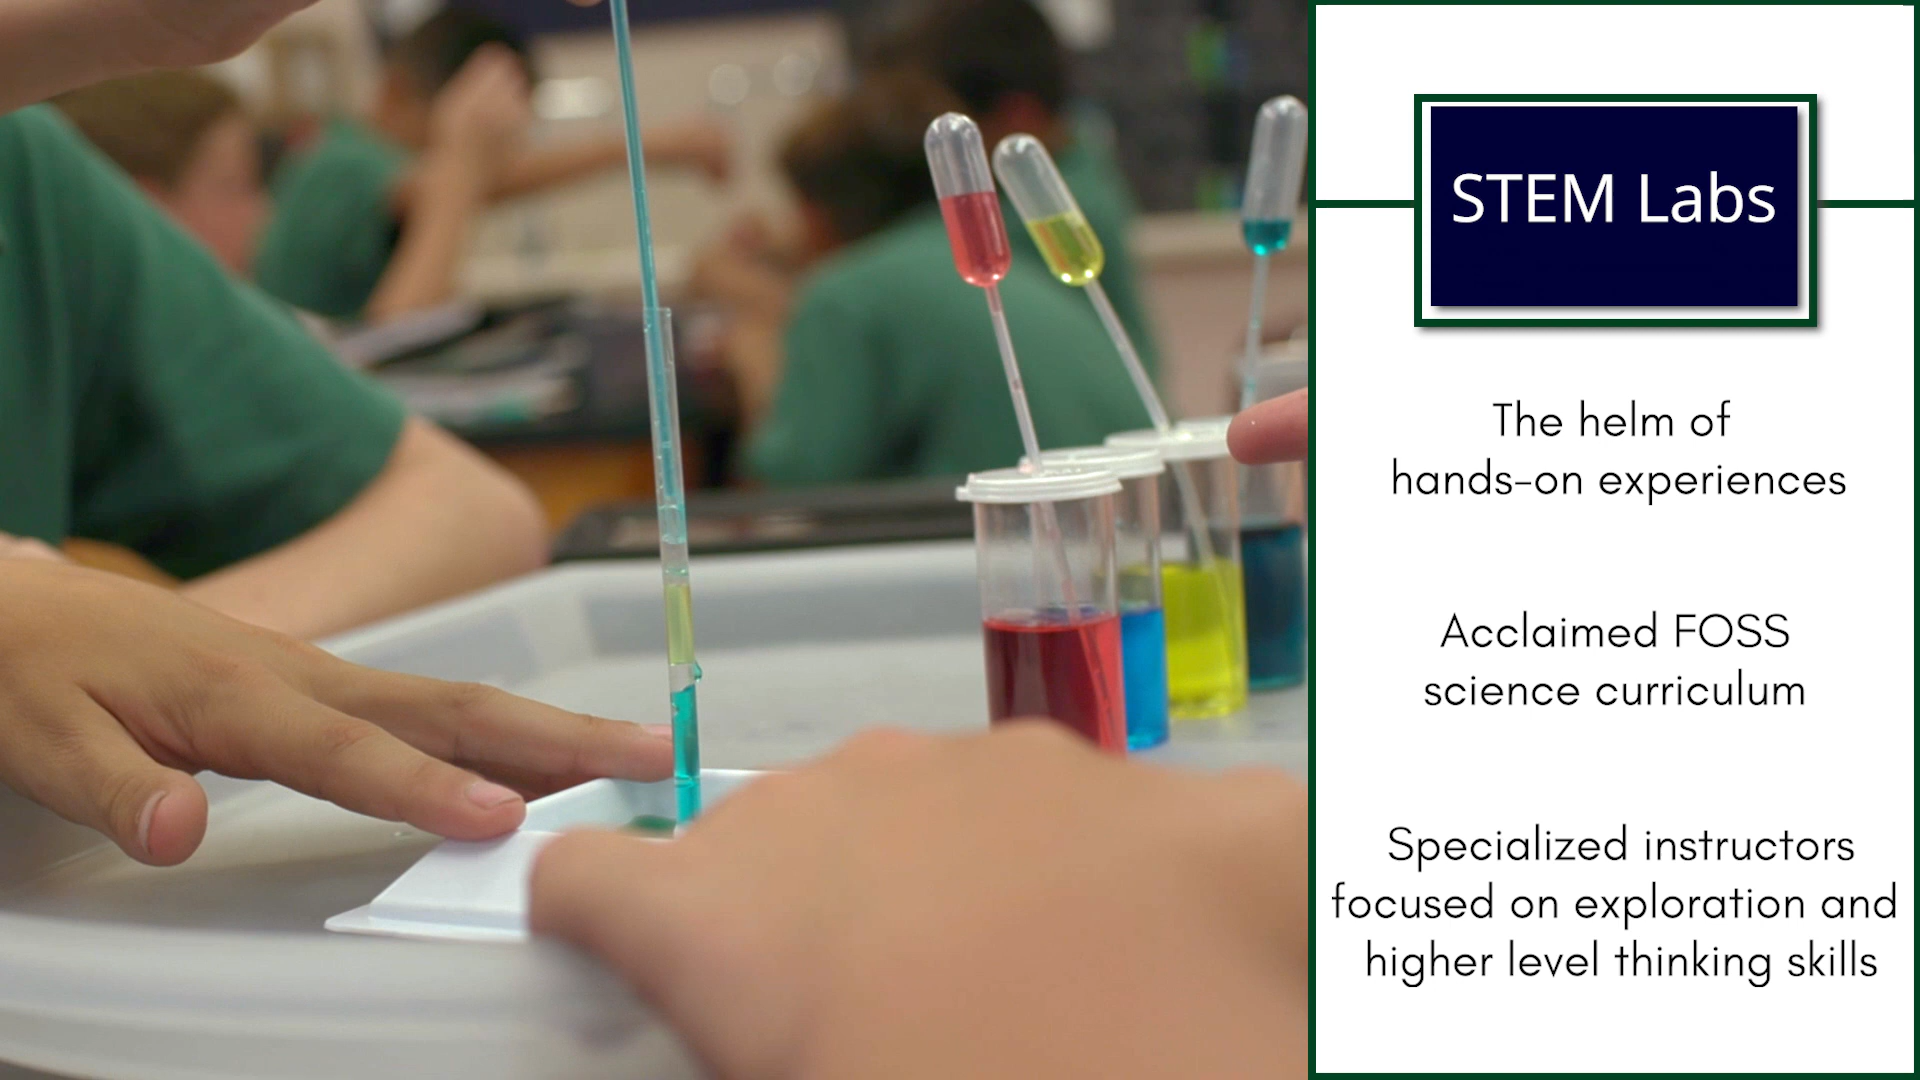 STEM Labs
The helm of
hands-on experiences
Acclaimed FOSS
science curriculum
Specialized instructors
focused on exploration and
higher level thinking skills